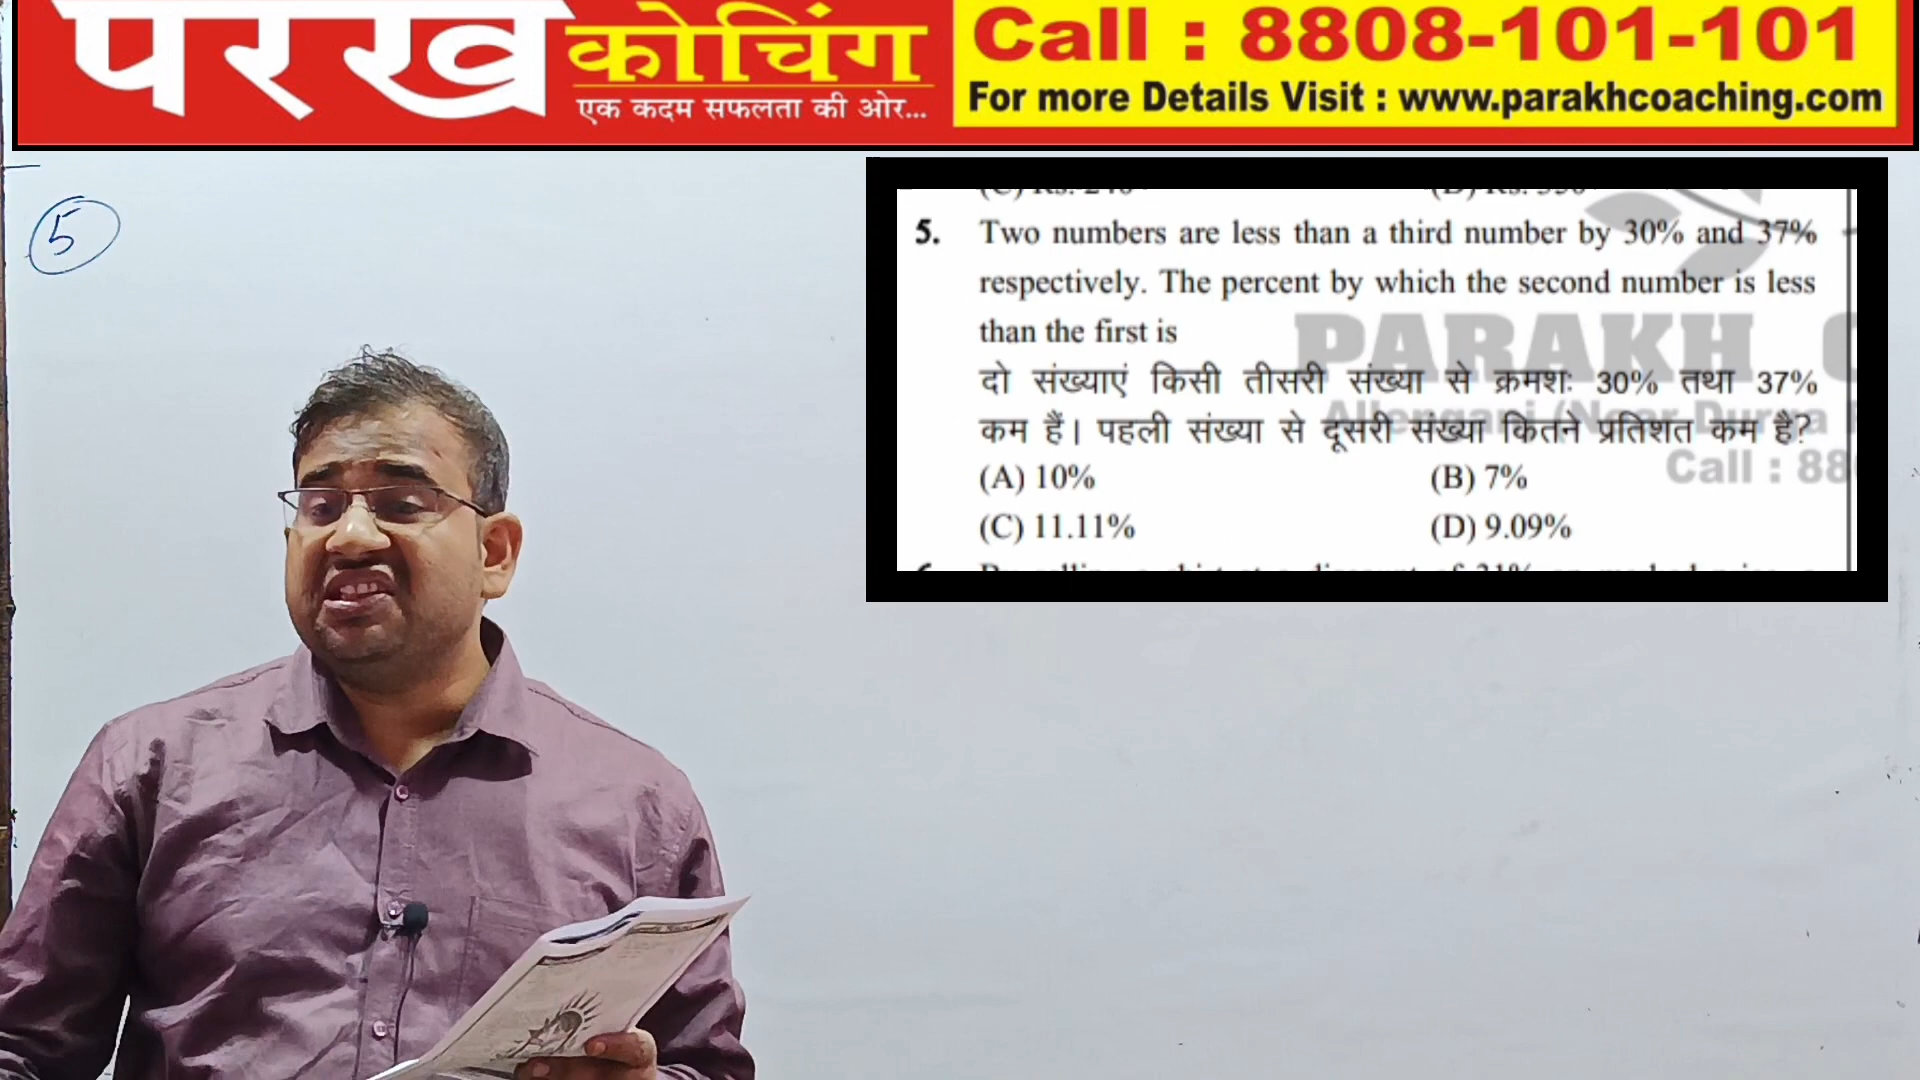 परख कोचिंग
एक कदम सफलता की ओर...
Call : 8808-101-101
For more Details Visit : www.parakhcoaching.com
5
5. Two numbers are less than a third number by 30% and 37%
respectively. The percent by which the second number is less
than the first is
दो संख्याएं किसी तीसरी संख्या से क्रमशः 30% तथा 37%
कम हैं। पहली संख्या से दूसरी संख्या कितने प्रतिशत कम है?
(A) 10% (B) 7%
(C) 11.11% (D) 9.09%
PARAKH
Call : 88